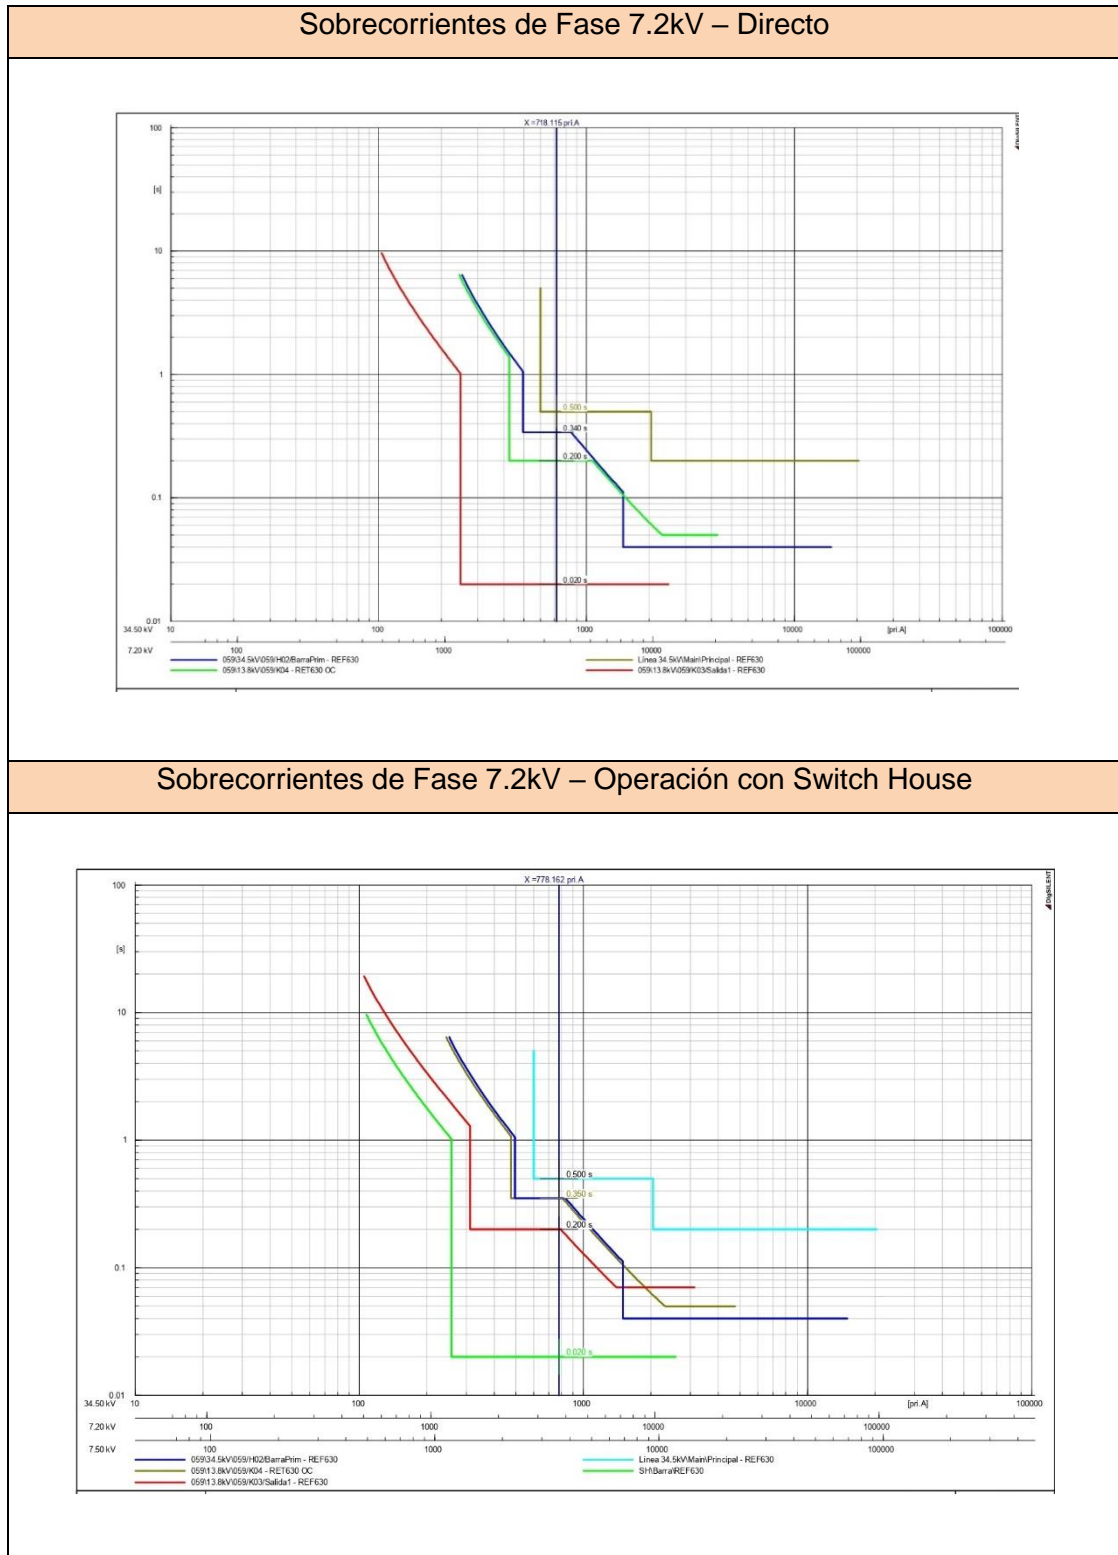 Sobrecorrientes de Fase 7.2kV – Directo
X =718.115 pri.A
100
[s]
10
1
0.500 s
0.340 s
0.200 s
0.1
0.020 s
0.01
34.50 kV 10 100 1000 10000 [pri.A] 100000
7.20 kV 100 1000 10000 100000
059\34.5kV\059/H02/BarraPrim - REF630 Línea 34.5kV\Main\Principal - REF630
059\13.8kV\059/K04 - RET630 OC 059\13.8kV\059/K03/Salida1 - REF630
Sobrecorrientes de Fase 7.2kV – Operación con Switch House
X =778.162 pri.A
DIgSILENT
100
[s]
10
1
0.500 s
0.350 s
0.200 s
0.1
0.020 s
0.01
34.50 kV 10 100 1000 10000 [pri.A] 100000
7.20 kV 100 1000 10000 100000
7.50 kV 100 1000 10000 100000
059\34.5kV\059/H02/BarraPrim - REF630 Línea 34.5kV\Main\Principal - REF630
059\13.8kV\059/K04 - RET630 OC SH\Barra\REF630
059\13.8kV\059/K03/Salida1 - REF630